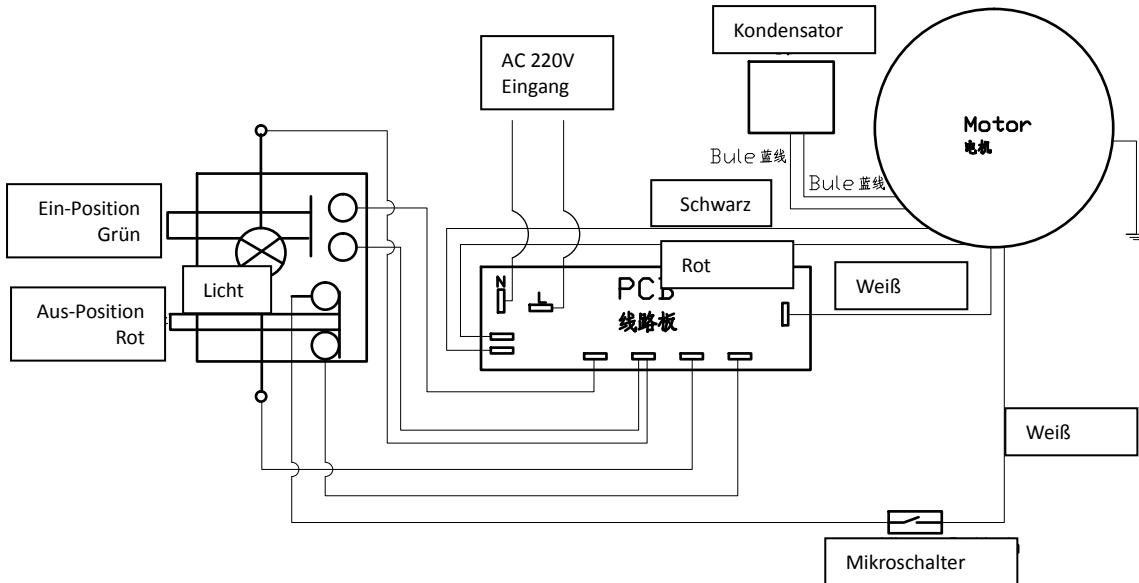 Kondensator
AC 220V
Eingang
Motor
电机
Bule 蓝线
Bule 蓝线
Ein-Position
Grün
Schwarz
Rot
N
L
PCB
线路板
Weiß
Licht
Aus-Position
Rot
Weiß
Mikroschalter